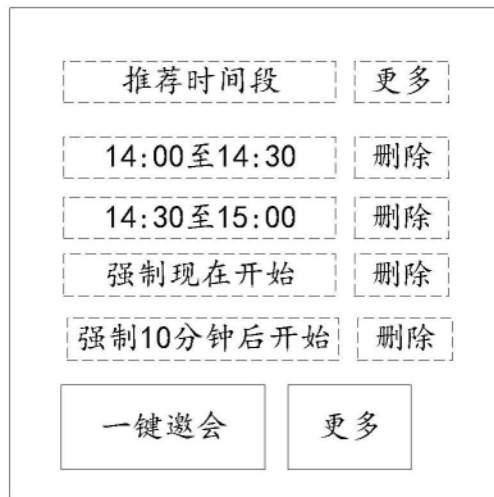 推荐时间段 更多
14:00至14:30 删除
14:30至15:00 删除
强制现在开始 删除
强制10分钟后开始 删除
一键邀会 更多